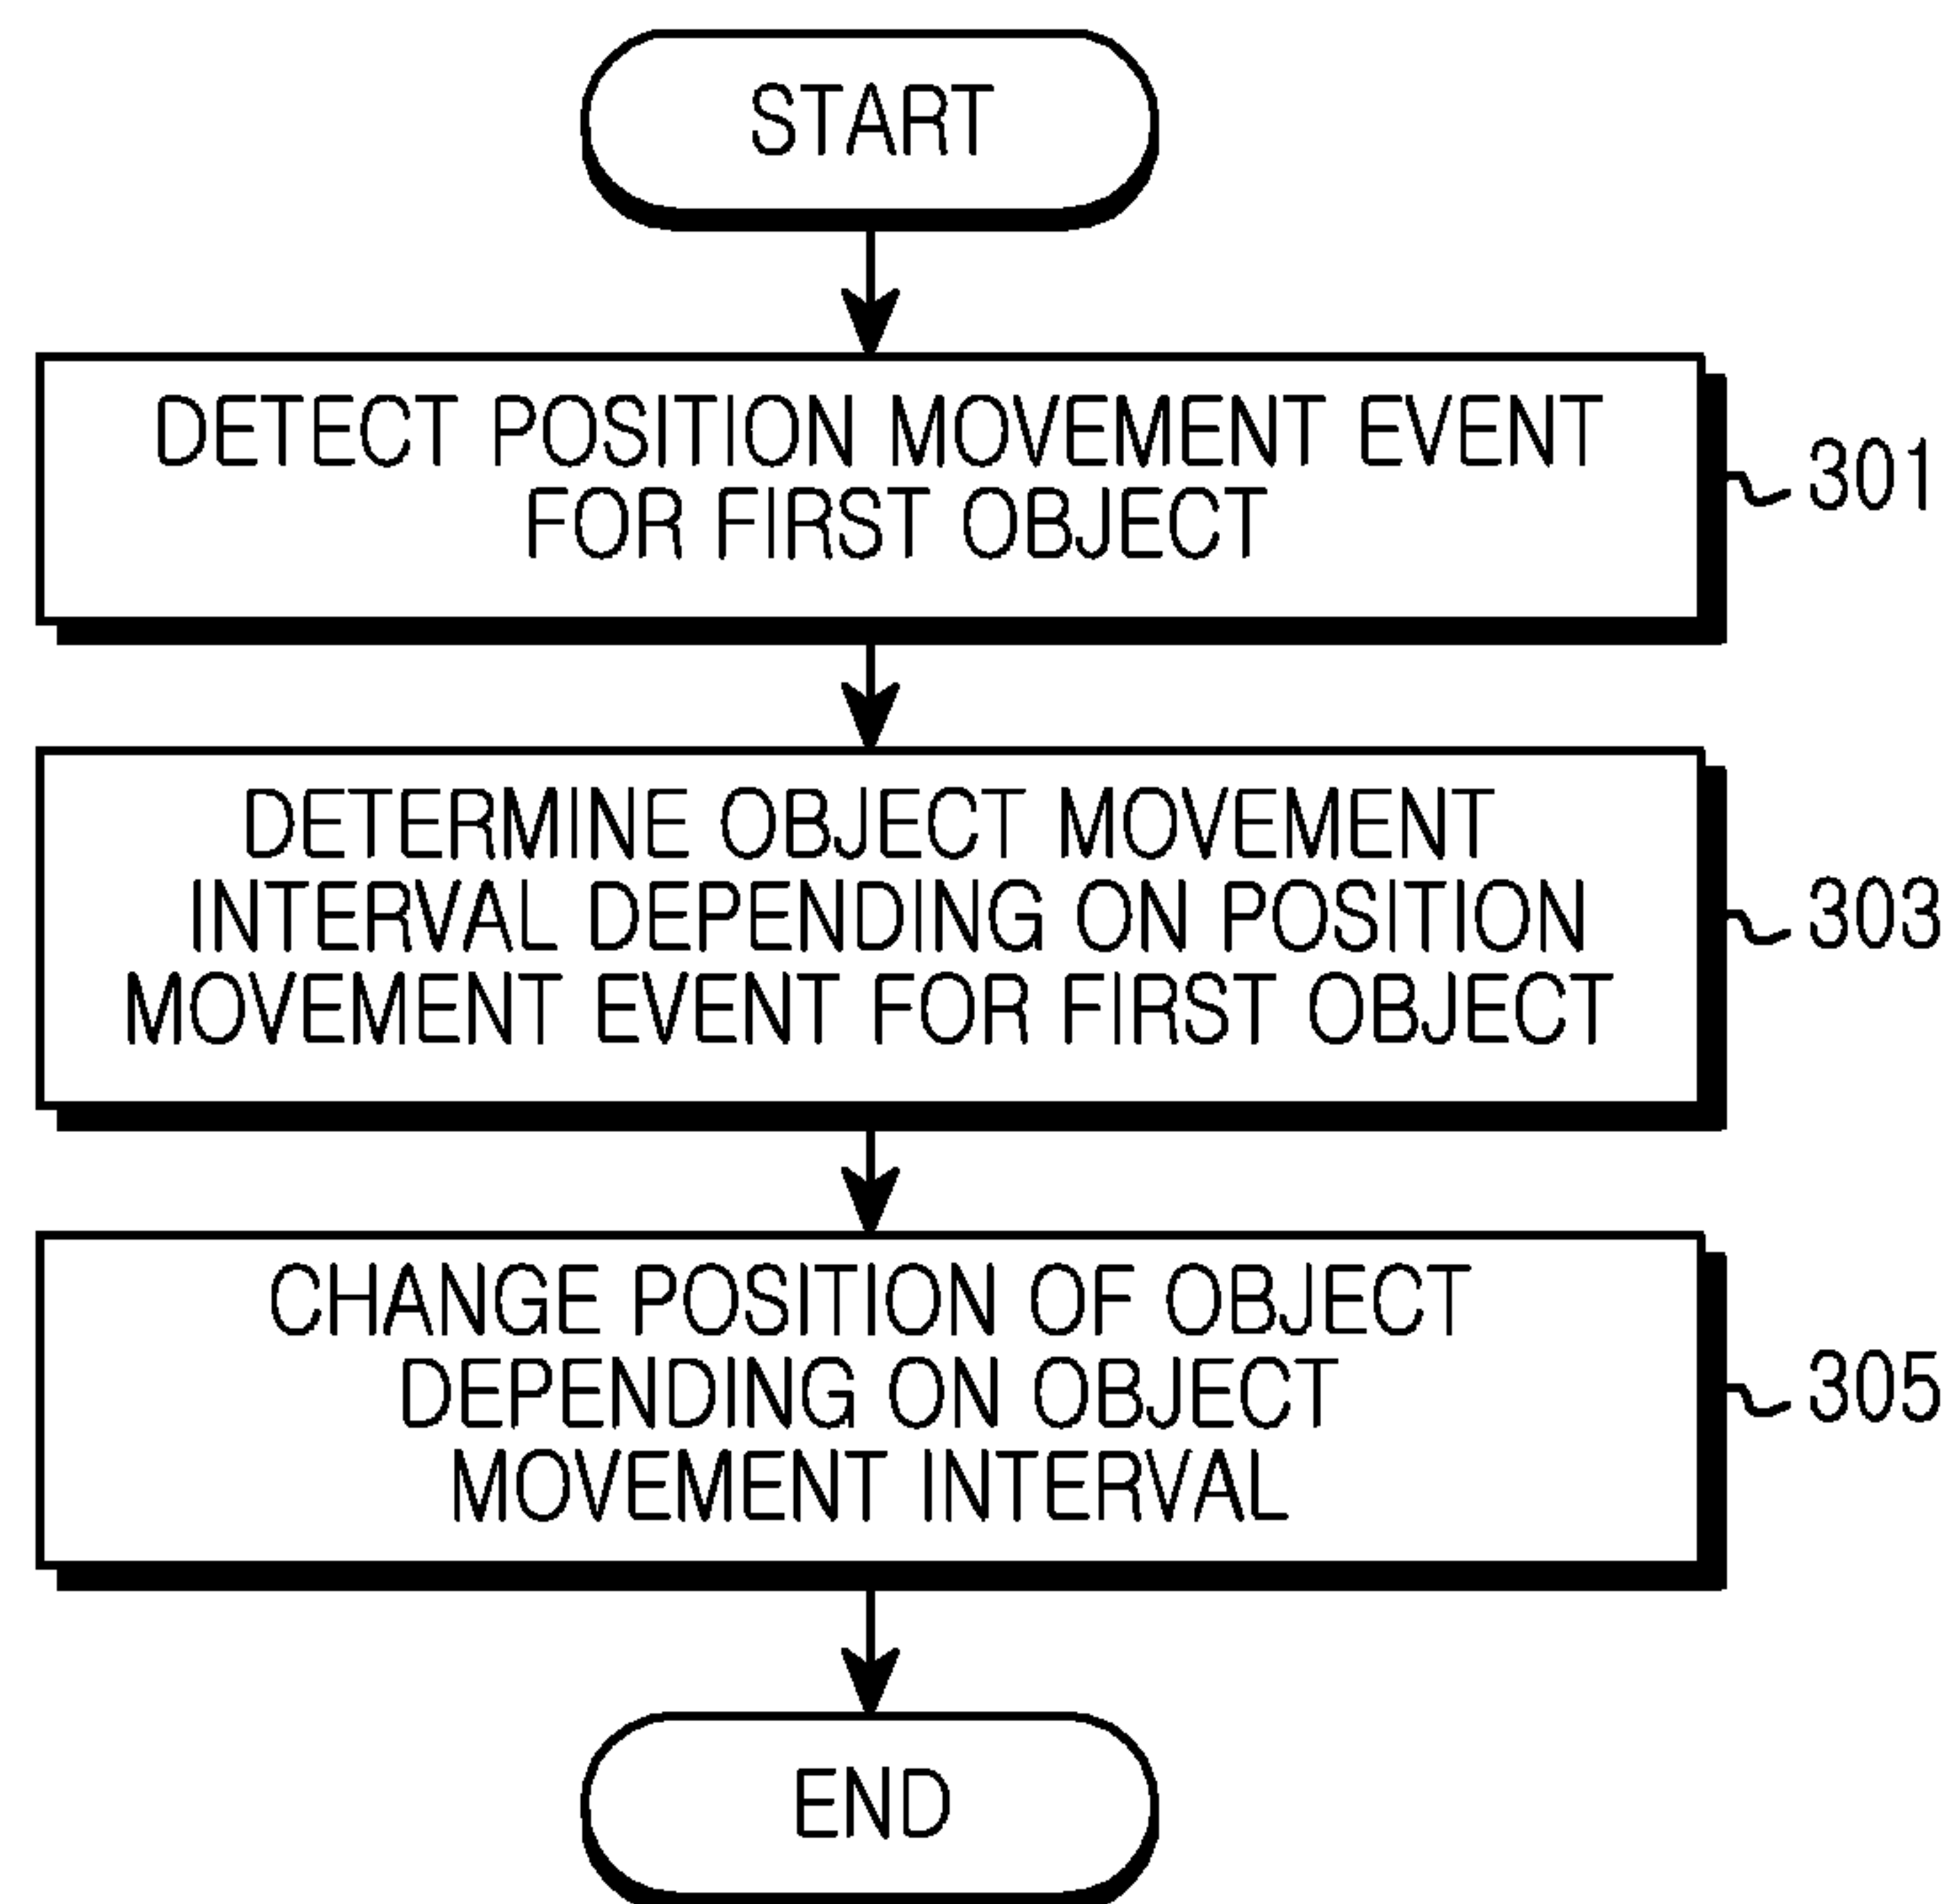 START
DETECT POSITION MOVEMENT EVENT
FOR FIRST OBJECT
301
DETERMINE OBJECT MOVEMENT
INTERVAL DEPENDING ON POSITION
MOVEMENT EVENT FOR FIRST OBJECT
303
CHANGE POSITION OF OBJECT
DEPENDING ON OBJECT
MOVEMENT INTERVAL
305
END